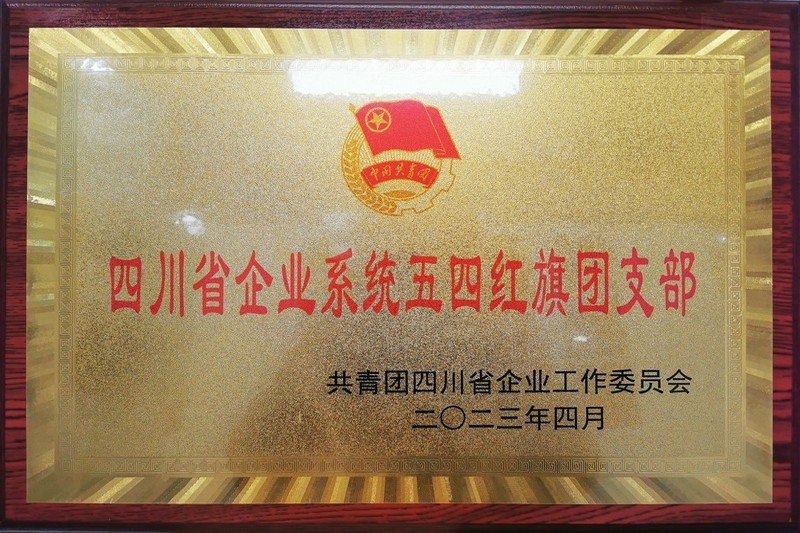 中国共青团
四川省企业系统五四红旗团支部
共青团四川省企业工作委员会
二〇二三年四月